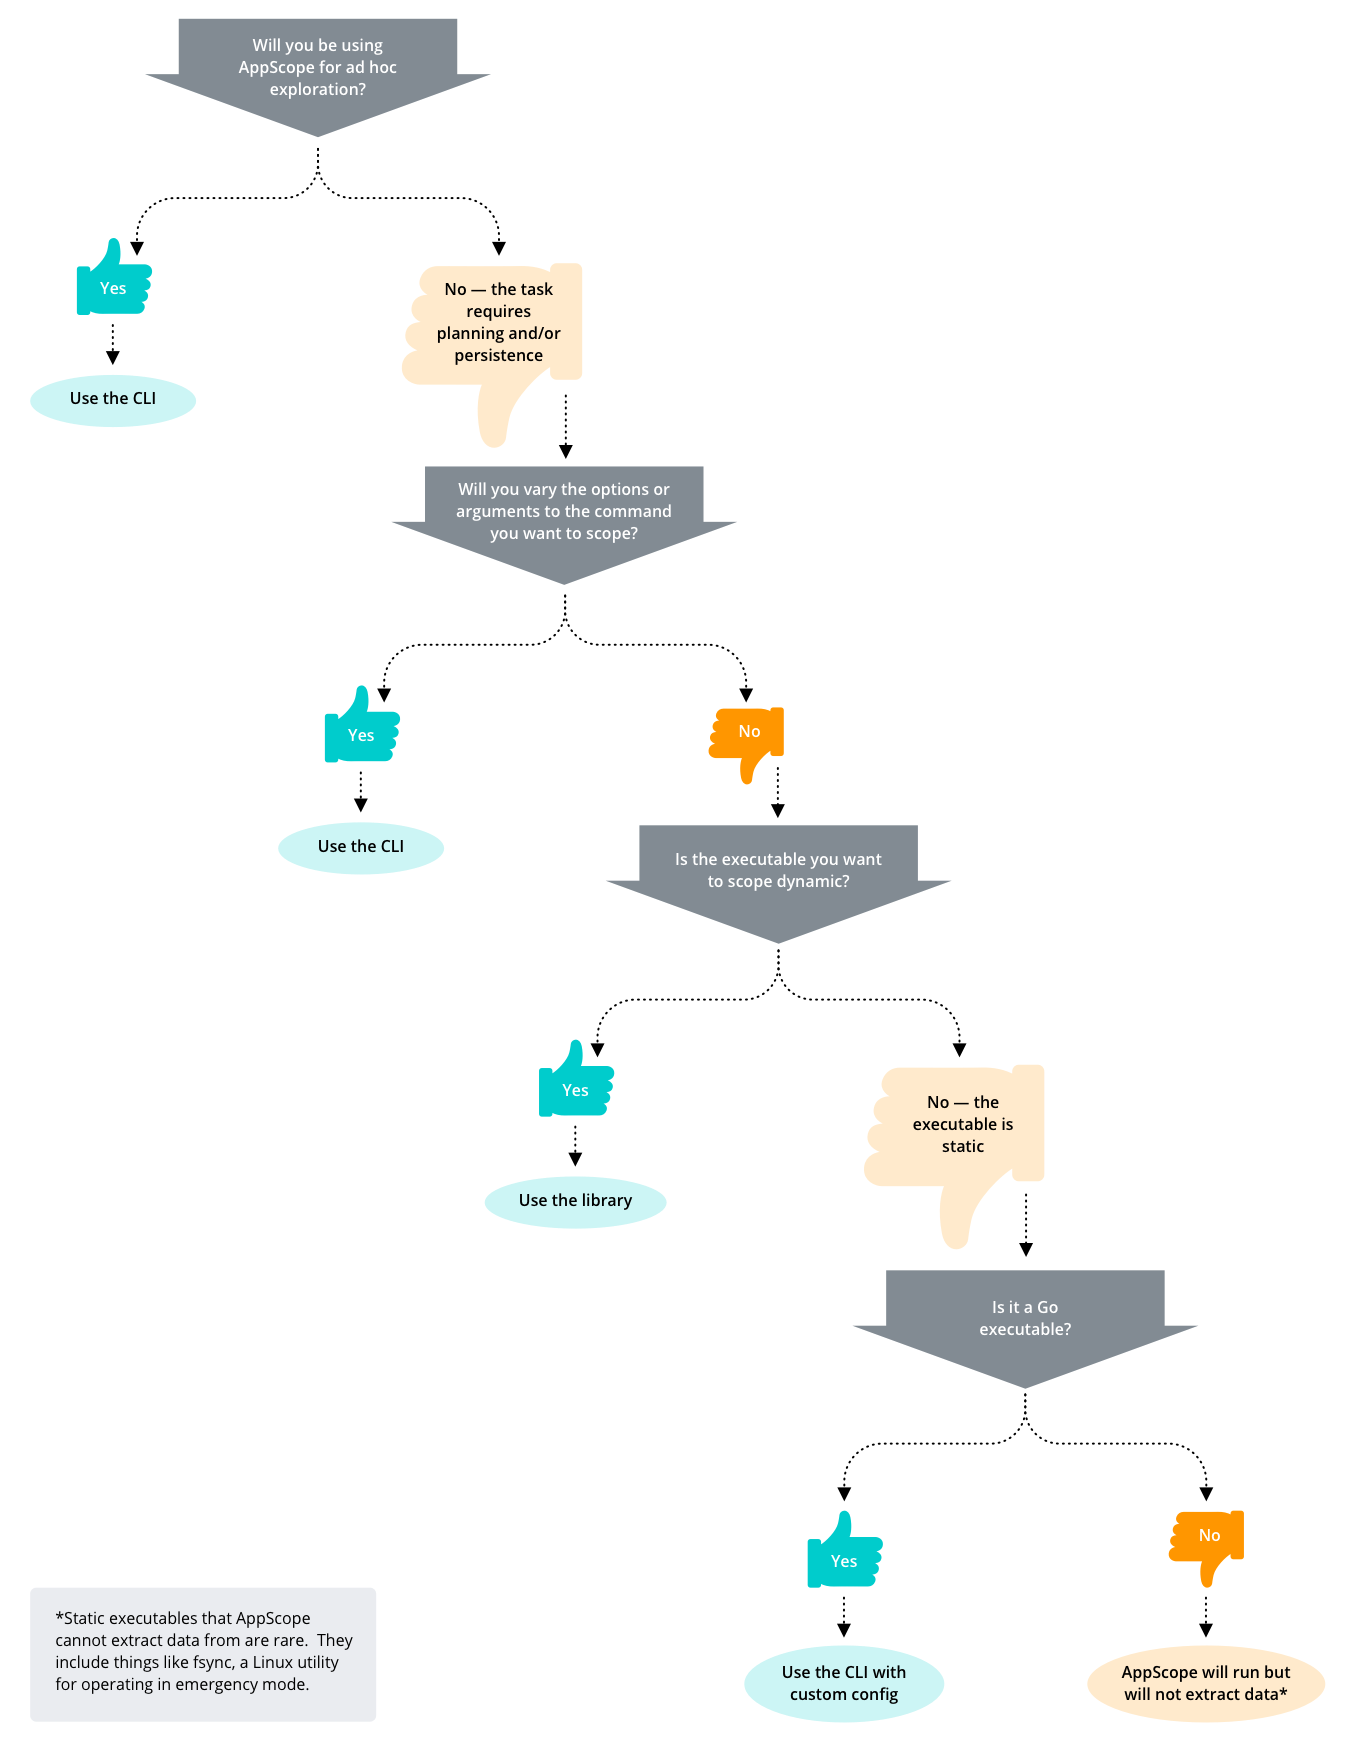 Will you be using
AppScope for ad hoc
exploration?
Yes
No — the task
requires
planning and/or
persistence
Use the CLI
Will you vary the options or
arguments to the command
you want to scope?
Yes
No
Use the CLI
Is the executable you want
to scope dynamic?
Yes
No — the
executable is
static
Use the library
Is it a Go
executable?
Yes
No
Use the CLI with
custom config
AppScope will run but
will not extract data*
*Static executables that AppScope
cannot extract data from are rare.  They
include things like fsync, a Linux utility
for operating in emergency mode.